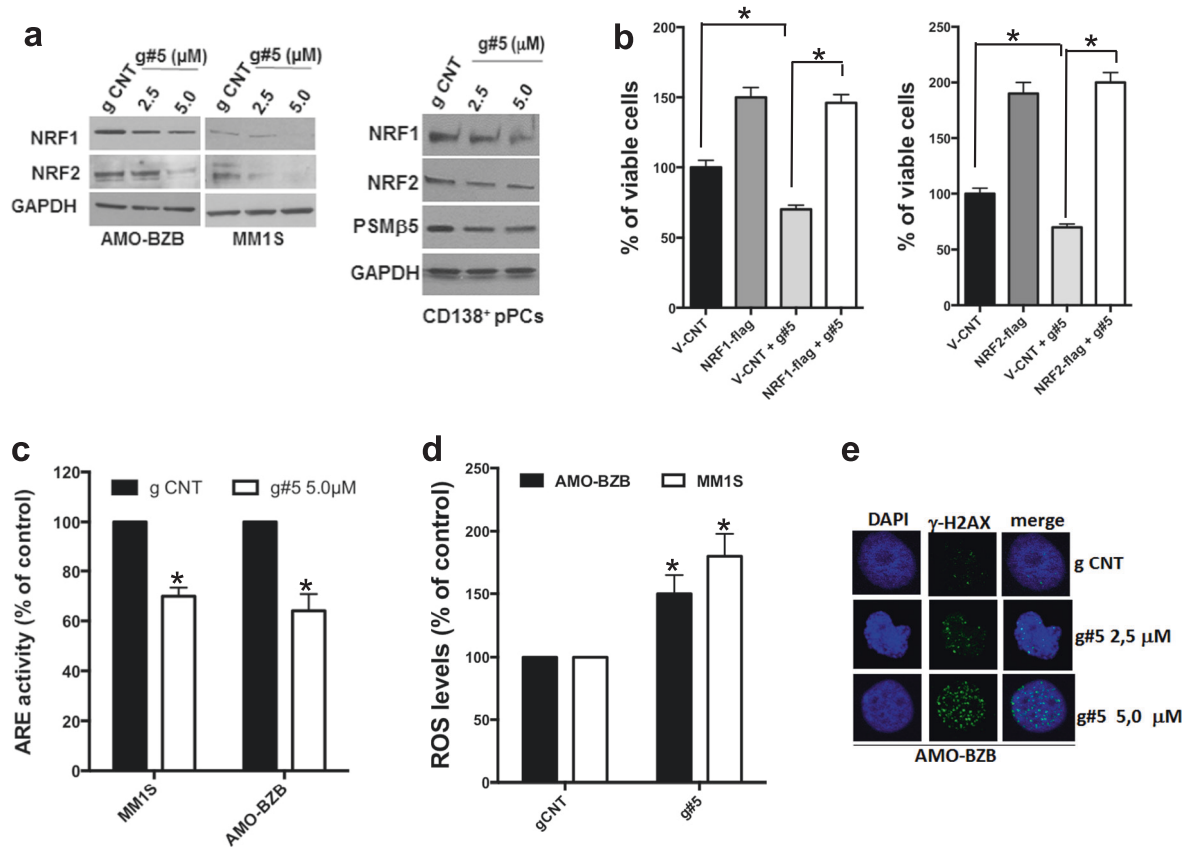 a
g#5 (µM)
g CNT
2.5
5.0
g#5 (µM)
g CNT
2.5
5.0
NRF1
NRF2
GAPDH
AMO-BZB
MM1S
g#5 (µM)
g CNT
2.5
5.0
NRF1
NRF2
PSMβ5
GAPDH
CD138+ pPCs
b
% of viable cells
200
150
100
50
0
*
*
V-CNT
NRF1-flag
V-CNT + g#5
NRF1-flag + g#5
% of viable cells
250
200
150
100
50
0
*
*
V-CNT
NRF2-flag
V-CNT + g#5
NRF2-flag + g#5
c
ARE activity (% of control)
120
100
80
60
40
20
0
g CNT
g#5 5.0µM
*
*
MM1S
AMO-BZB
d
ROS levels (% of control)
250
200
150
100
50
0
AMO-BZB
MM1S
*
*
gCNT
g#5
e
DAPI
γ-H2AX
merge
g CNT
g#5 2,5 µM
g#5 5,0 µM
AMO-BZB